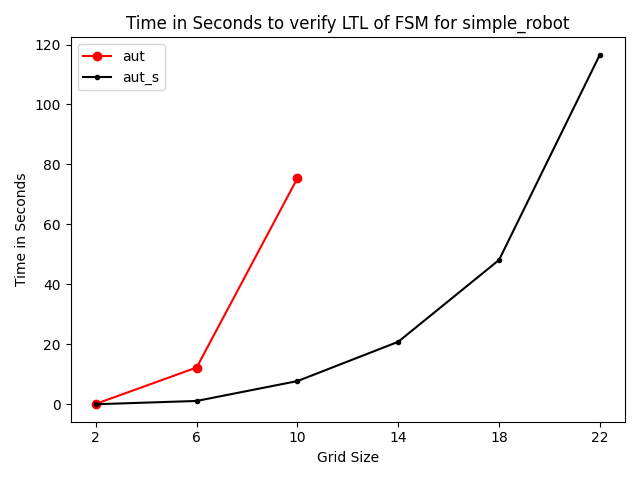 Time in Seconds to verify LTL of FSM for simple_robot
aut
aut_s
120
100
80
60
40
20
0
Time in Seconds
2 6 10 14 18 22
Grid Size